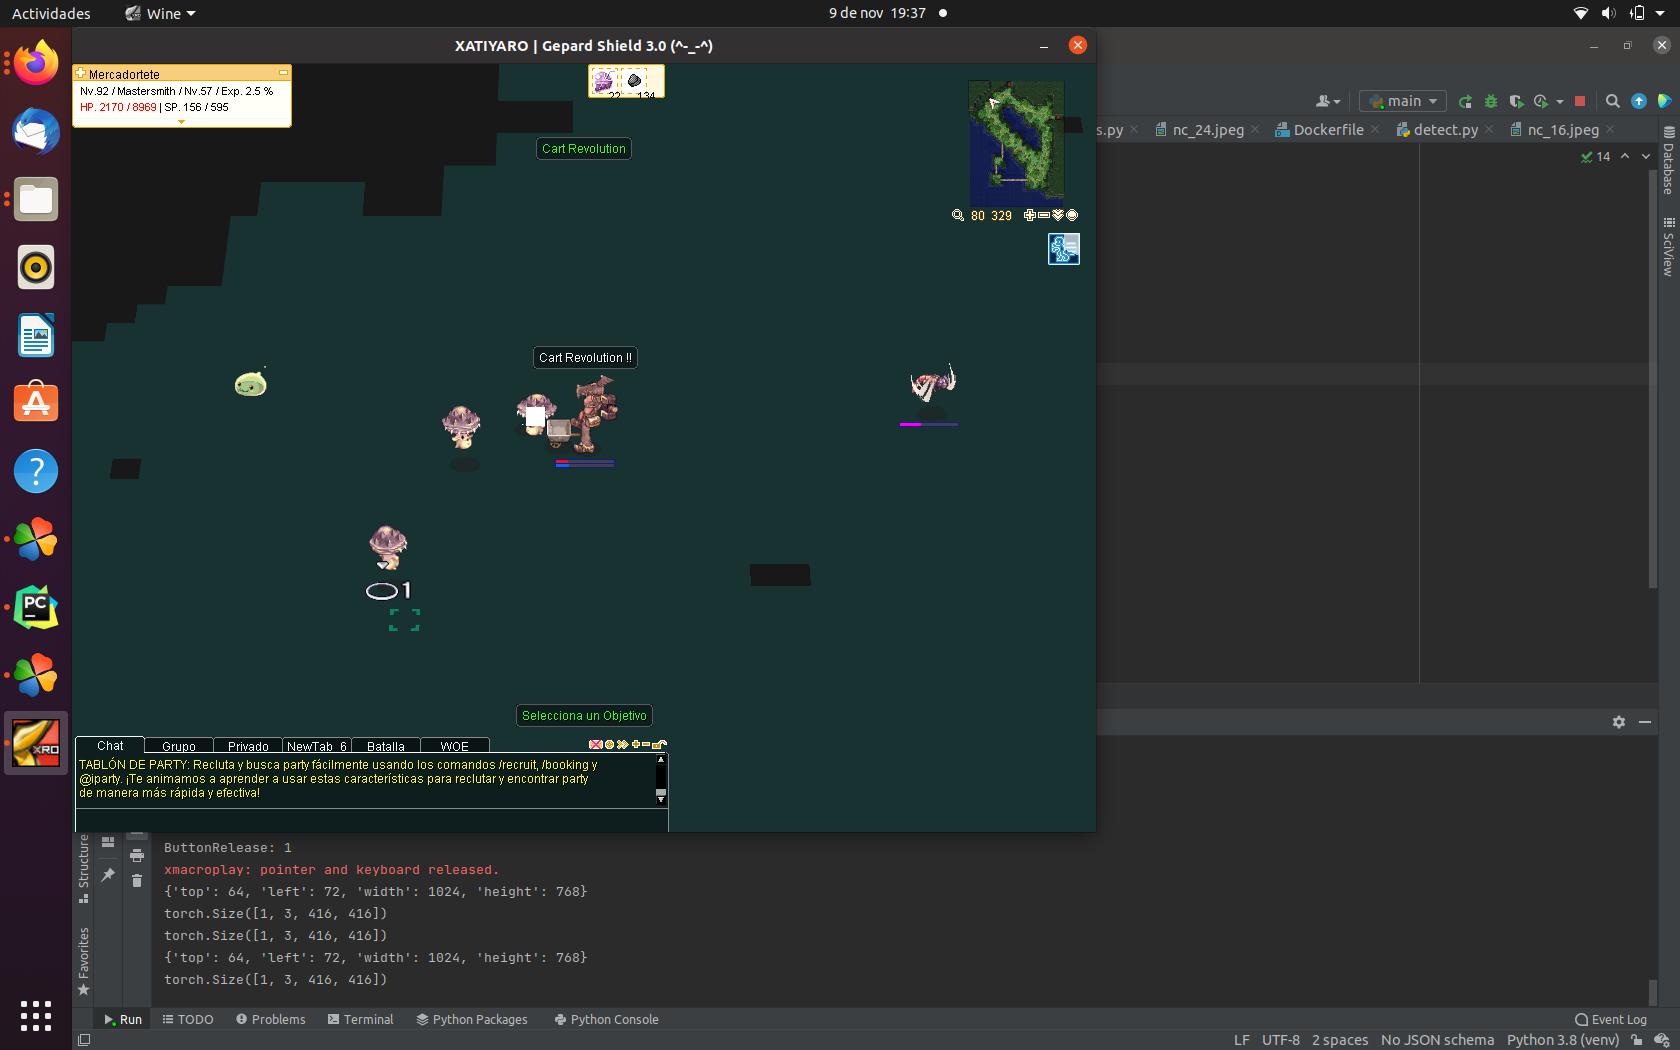 Actividades
Wine
9 de nov 19:37
XATIYARO | Gepard Shield 3.0 (^-_-^)
Mercadortete
Nv.92 / Mastersmith / Nv.57 / Exp. 2.5 %
HP. 2170 / 8969 | SP. 156 / 595
22
134
Cart Revolution
80 329
main
s.py
nc_24.jpeg
Dockerfile
detect.py
nc_16.jpeg
14
Database
SciView
Cart Revolution !!
1
Selecciona un Objetivo
Chat
Grupo
Privado
NewTab_6
Batalla
WOE
TABLÓN DE PARTY: Recluta y busca party fácilmente usando los comandos /recruit, /booking y
@iparty. ¡Te animamos a aprender a usar estas características para reclutar y encontrar party
de manera más rápida y efectiva!
PC
XRO
Structure
Favorites
ButtonRelease: 1
xmacroplay: pointer and keyboard released.
{'top': 64, 'left': 72, 'width': 1024, 'height': 768}
torch.Size([1, 3, 416, 416])
torch.Size([1, 3, 416, 416])
{'top': 64, 'left': 72, 'width': 1024, 'height': 768}
torch.Size([1, 3, 416, 416])
Run
TODO
Problems
Terminal
Python Packages
Python Console
Event Log
LF
UTF-8
2 spaces
No JSON schema
Python 3.8 (venv)